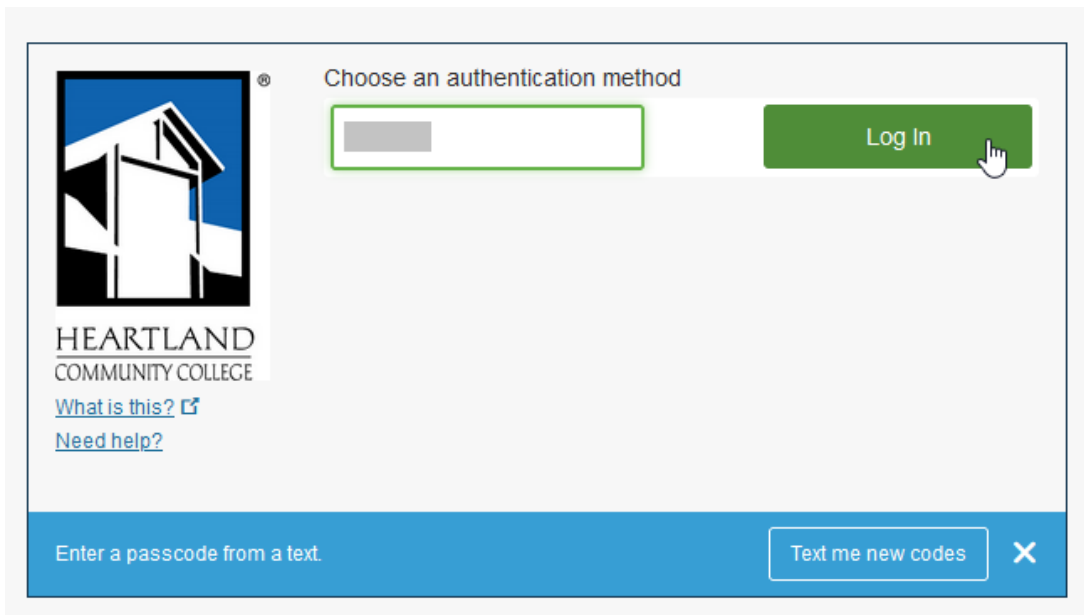 ®
HEARTLAND
COMMUNITY COLLEGE
What is this?
Need help?
Choose an authentication method
Log In
Enter a passcode from a text.
Text me new codes